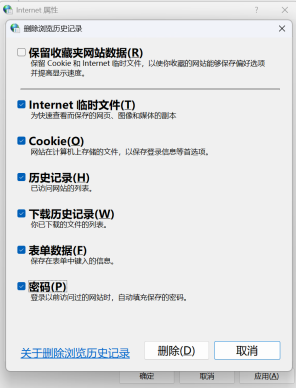 Internet 属性
删除浏览历史记录
保留收藏夹网站数据(R)
保留 Cookie 和 Internet 临时文件，以使你收藏的网站能够保存偏好选项
并提高显示速度。
Internet 临时文件(T)
为快速查看而保存的网页、图像和媒体的副本
Cookie(O)
网站在计算机上存储的文件，以保存登录信息等首选项。
历史记录(H)
已访问网站的列表。
下载历史记录(W)
你已下载的文件的列表。
表单数据(F)
保存在表单中键入的信息。
密码(P)
登录以前访问过的网站时，自动填充保存的密码。
关于删除浏览历史记录
删除(D)
取消
确定
取消
应用(A)